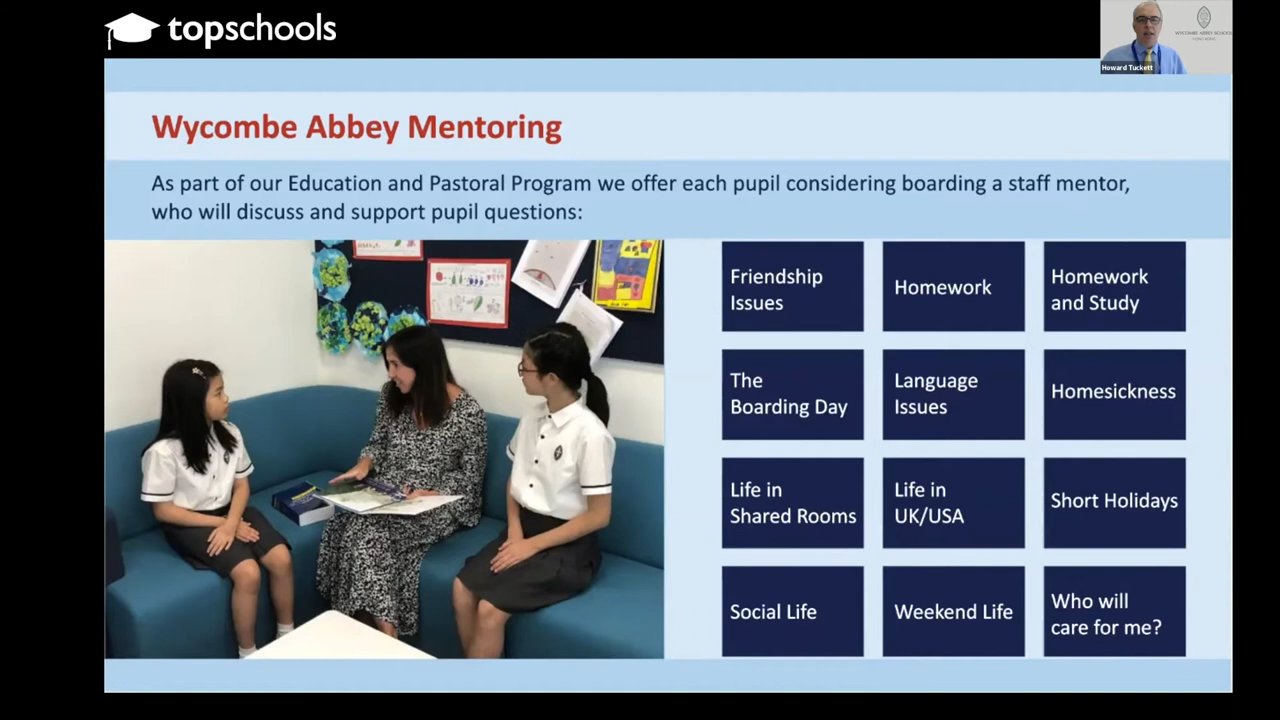 topschools
WYCOMBE ABBEY SCHOOL
Howard Tuckett
Wycombe Abbey Mentoring
As part of our Education and Pastoral Program we offer each pupil considering boarding a staff mentor,
who will discuss and support pupil questions:
Friendship
Issues
Homework
Homework
and Study
The
Boarding Day
Language
Issues
Homesickness
Life in
Shared Rooms
Life in
UK/USA
Short Holidays
Social Life
Weekend Life
Who will
care for me?